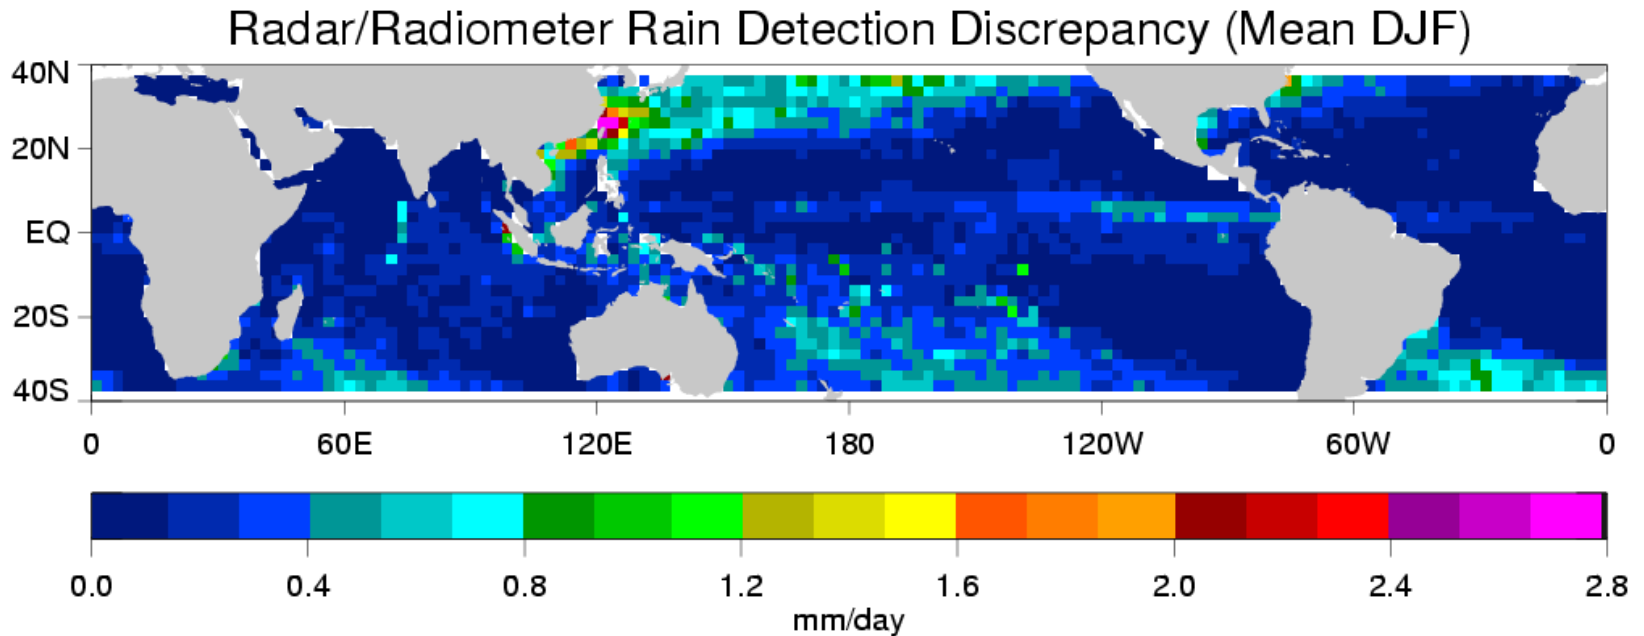 Radar/Radiometer Rain Detection Discrepancy (Mean DJF)
40N
20N
EQ
20S
40S
0 60E 120E 180 120W 60W 0
0.0 0.4 0.8 1.2 1.6 2.0 2.4 2.8
mm/day